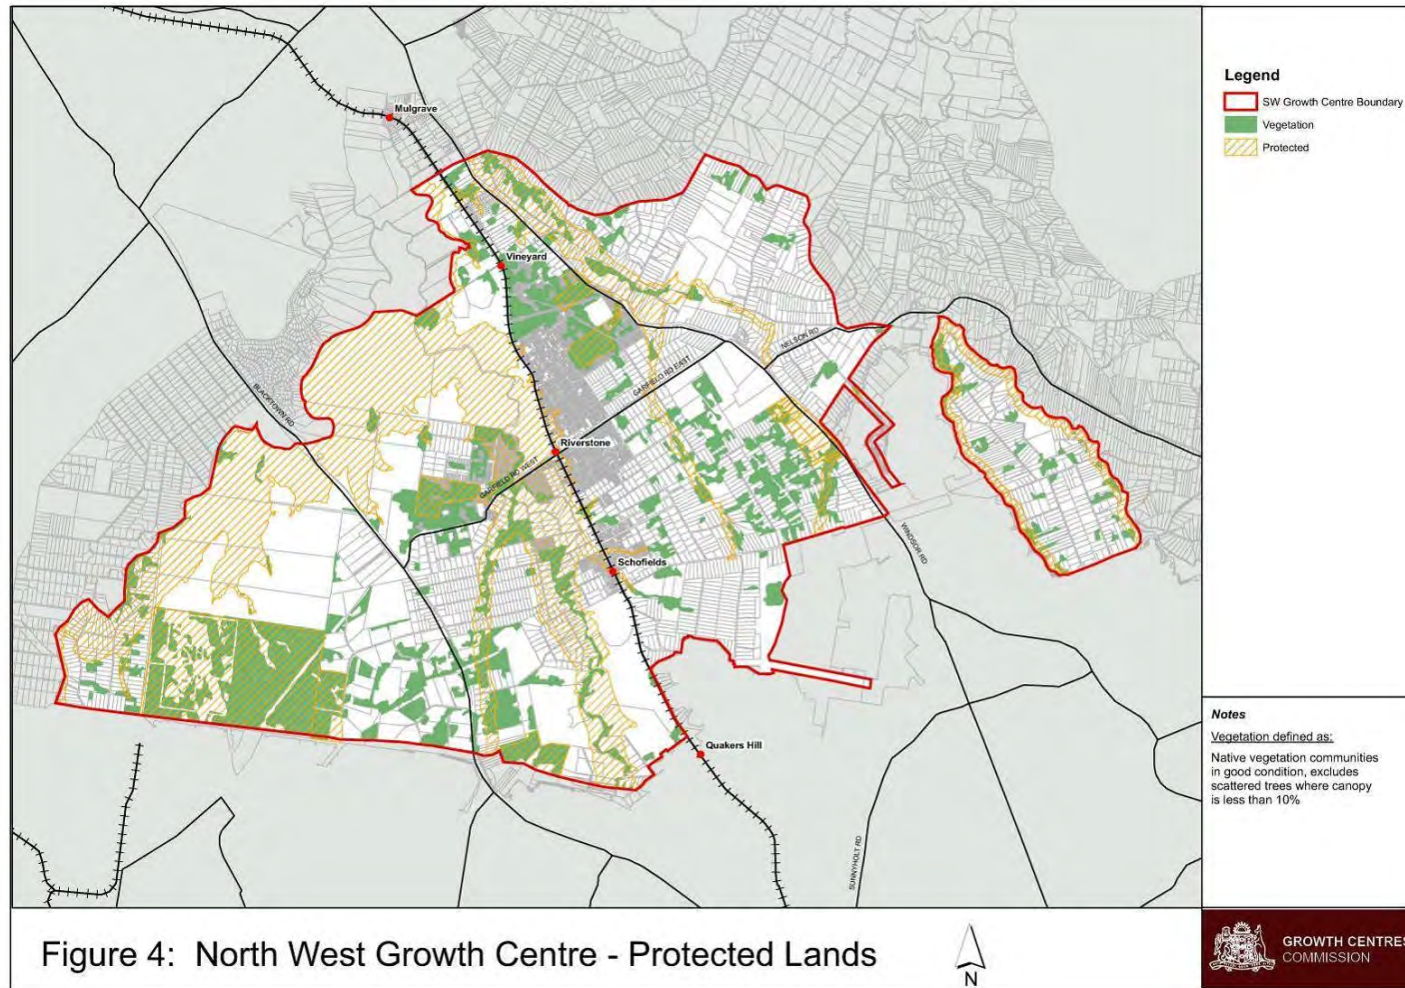 Mulgrave
Vineyard
NELSON RD
GARFIELD RD EAST
BLACKTOWN RD
Riverstone
GARFIELD RD WEST
WINDSOR RD
Schofields
Quakers Hill
SUNNYHOLT RD
Legend
SW Growth Centre Boundary
Vegetation
Protected
Notes
Vegetation defined as:
Native vegetation communities
in good condition, excludes
scattered trees where canopy
is less than 10%
Figure 4: North West Growth Centre - Protected Lands
N
GROWTH CENTRES
COMMISSION